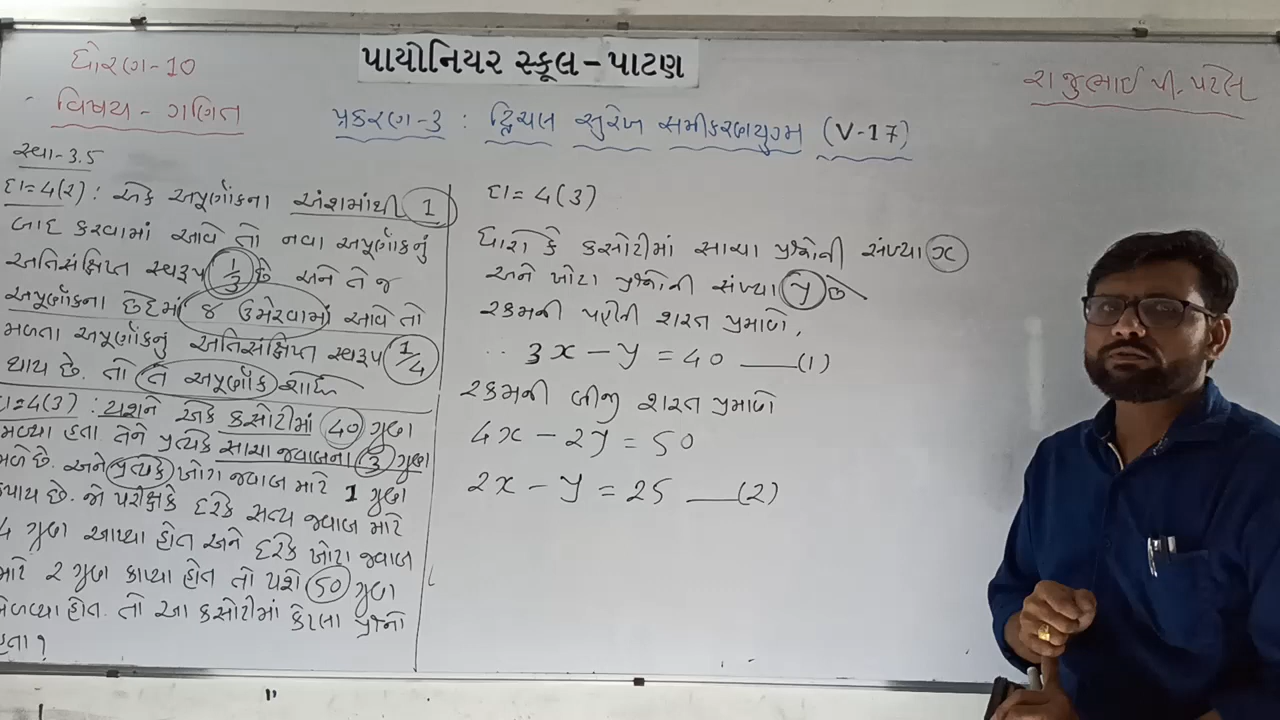 પાયોનિયર સ્કૂલ - પાટણ
ધોરણ-10
વિષય - ગણિત
રાજુભાઈ પી. પટેલ
પ્રકરણ-3 : દ્વિચલ સુરેખ સમીકરણયુગ્મ (V-17)
સ્વા-3.5
દા=4(2) : એક અપૂર્ણાંકના અંશમાંથી 1
બાદ કરવામાં આવે તો નવા અપૂર્ણાંકનું
અતિસંક્ષિપ્ત સ્વરૂપ 1/3 છે અને તે જ
અપૂર્ણાંકના છેદમાં ૪ ઉમેરવામાં આવે તો
મળતા અપૂર્ણાંકનું અતિસંક્ષિપ્ત સ્વરૂપ 1/4
થાય છે. તો તે અપૂર્ણાંક શોધો
દા=4(3) : યશને એક કસોટીમાં 40 ગુણ
મળ્યા હતા. તેને પ્રત્યેક સાચા જવાબના 3 ગુણ
મળે છે. અને પ્રત્યેક ખોટા જવાબ માટે 1 ગુણ
કપાય છે. જો પરીક્ષકે દરેક સત્ય જવાબ માટે
4 ગુણ આપ્યા હોત અને દરેક ખોટા જવાબ
માટે 2 ગુણ કાપ્યા હોત તો યશે 50 ગુણ
મેળવ્યા હોત. તો આ કસોટીમાં કેટલા પ્રશ્નો
હતા ?
દા= 4(3)
ધારો કે કસોટીમાં સાચા પ્રશ્નોની સંખ્યા x
અને ખોટા પ્રશ્નોની સંખ્યા y છે
રકમની પહેલી શરત પ્રમાણે,
∴ 3x - y = 40 —(1)
રકમની બીજી શરત પ્રમાણે
4x - 2y = 50
2x - y = 25 —(2)